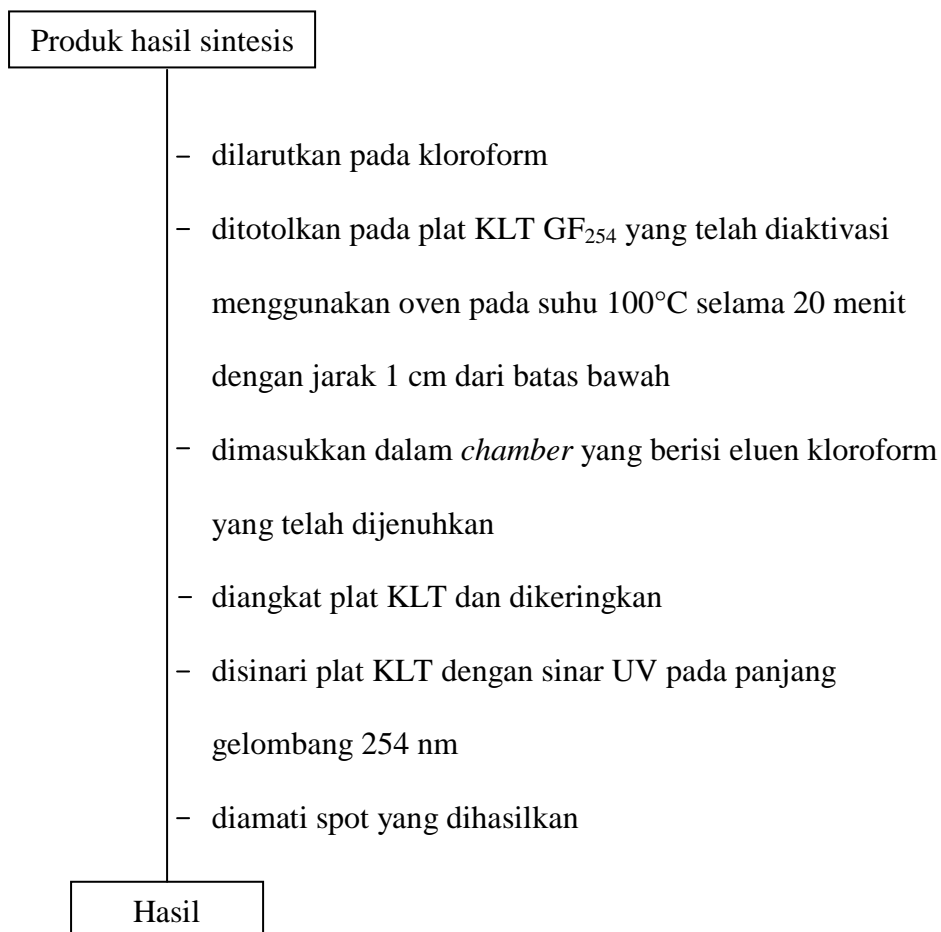 Produk hasil sintesis
- dilarutkan pada kloroform
- ditotolkan pada plat KLT GF₂₅₄ yang telah diaktivasi
menggunakan oven pada suhu 100°C selama 20 menit
dengan jarak 1 cm dari batas bawah
- dimasukkan dalam chamber yang berisi eluen kloroform
yang telah dijenuhkan
- diangkat plat KLT dan dikeringkan
- disinari plat KLT dengan sinar UV pada panjang
gelombang 254 nm
- diamati spot yang dihasilkan
Hasil